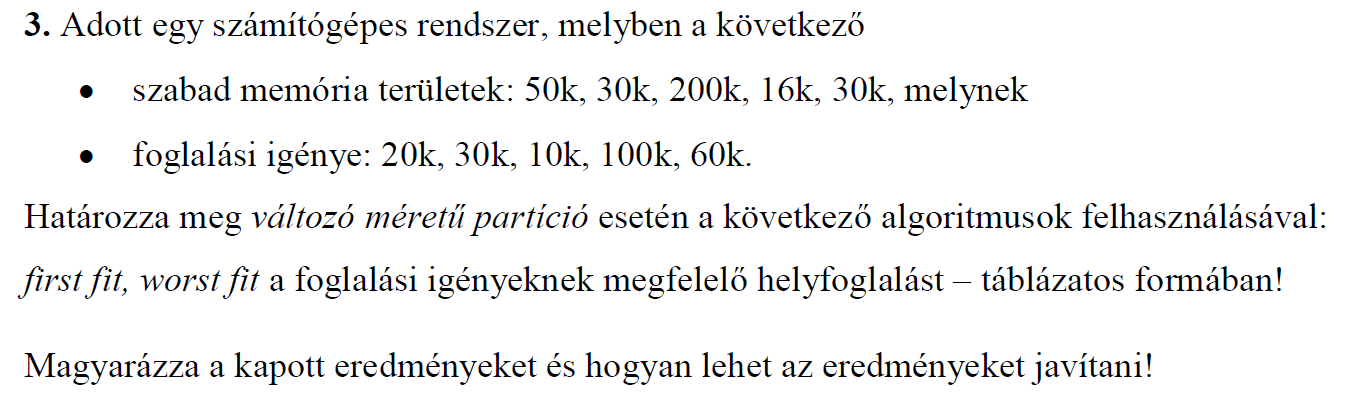 3. Adott egy számítógépes rendszer, melyben a következő
• szabad memória területek: 50k, 30k, 200k, 16k, 30k, melynek
• foglalási igénye: 20k, 30k, 10k, 100k, 60k.
Határozza meg változó méretű partíció esetén a következő algoritmusok felhasználásával:
first fit, worst fit a foglalási igényeknek megfelelő helyfoglalást – táblázatos formában!
Magyarázza a kapott eredményeket és hogyan lehet az eredményeket javítani!